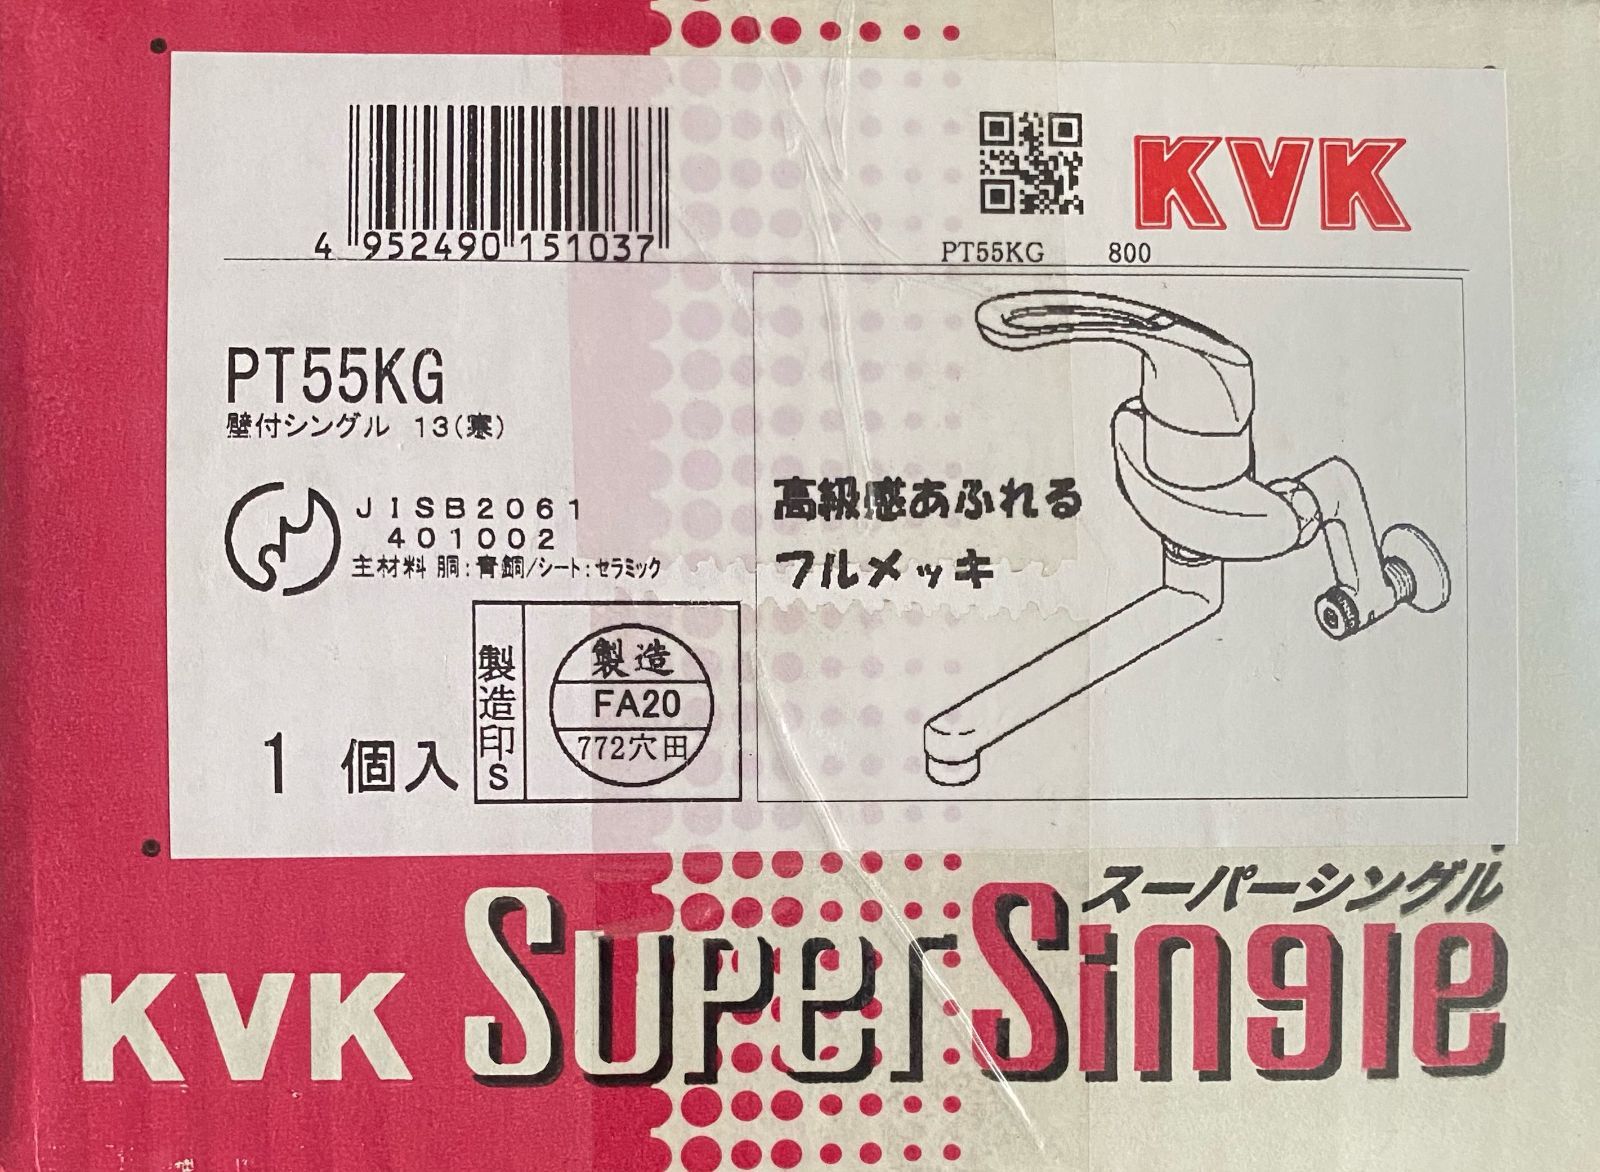 4 952490 151037
KVK
PT55KG 800
PT55KG
壁付シングル 13(寒)
JISB2061
401002
主材料 胴:青銅/シート:セラミック
高級感あふれる
フルメッキ
1 個入
製造印S
製造
FA20
772穴田
スーパーシングル
KVK Super Single